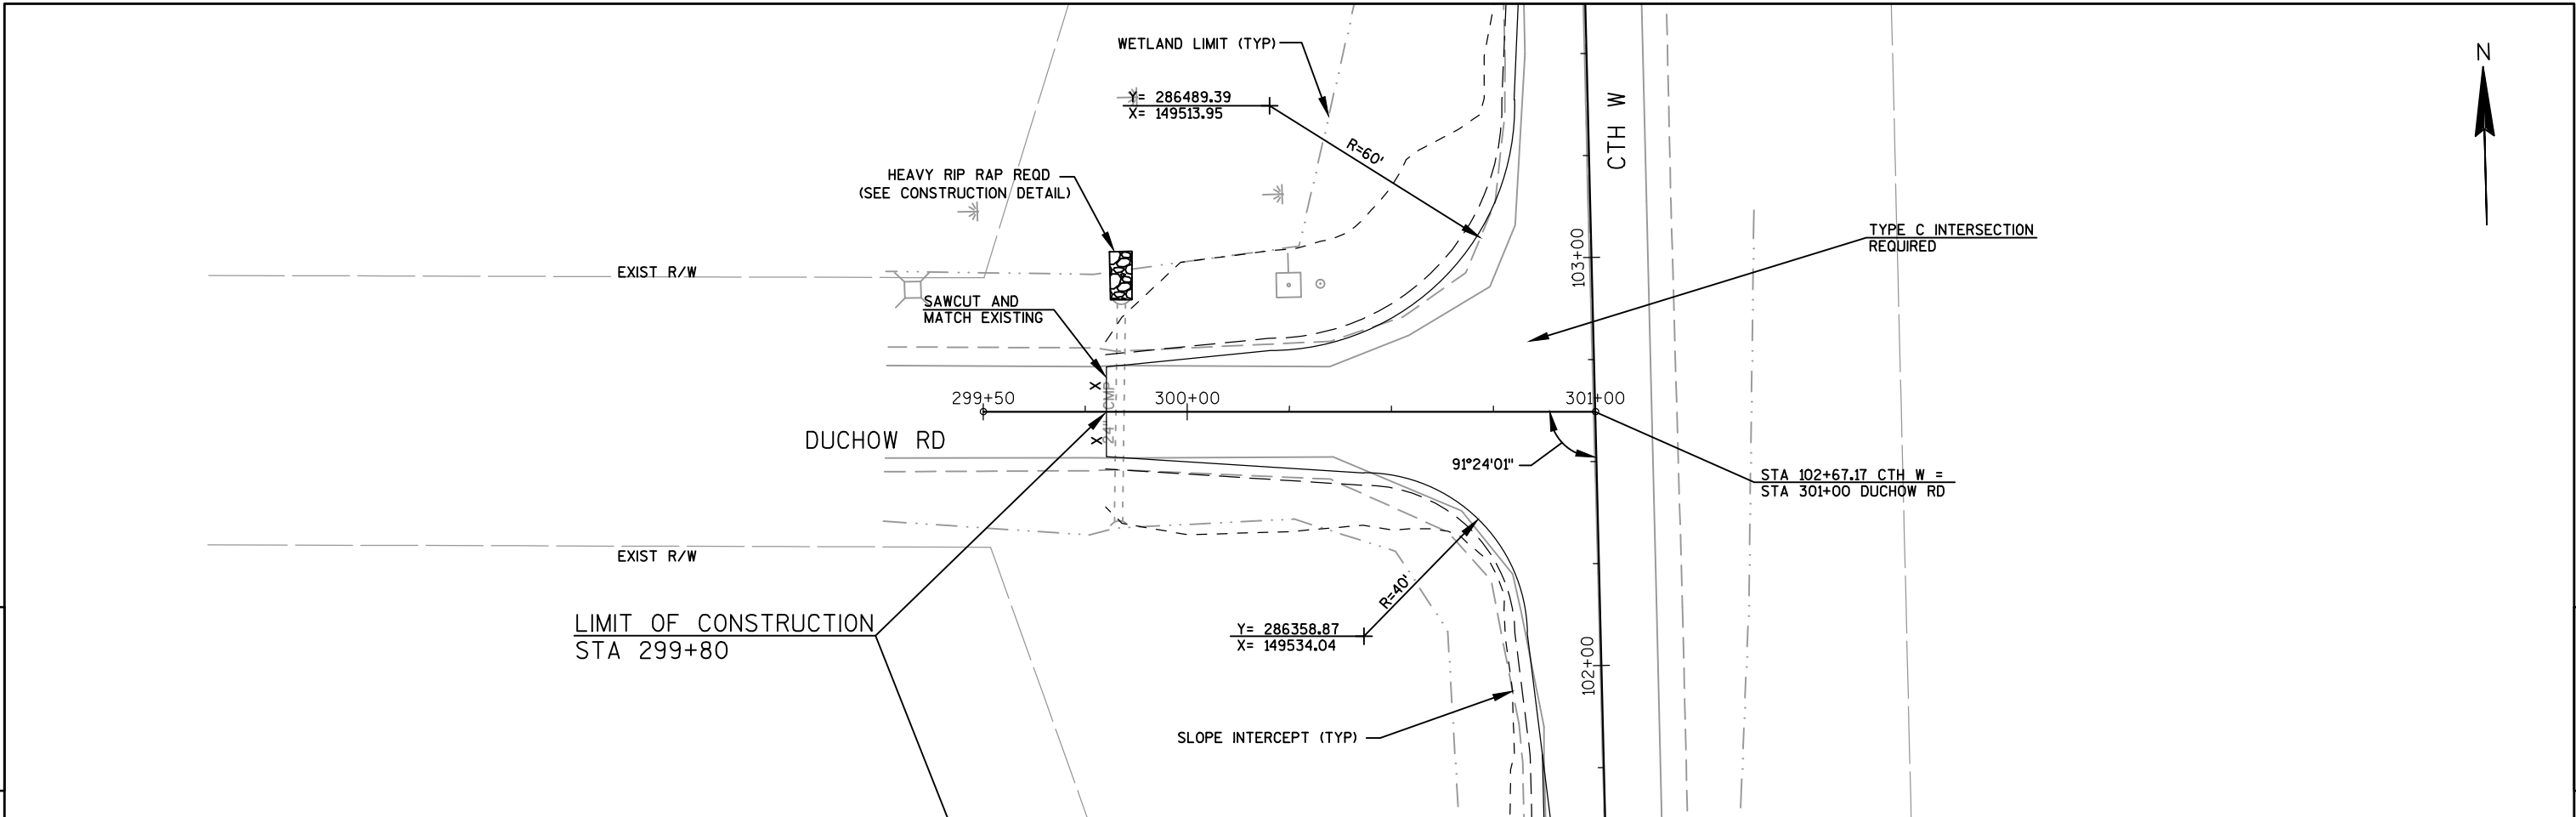 N
WETLAND LIMIT (TYP)
Y= 286489.39
X= 149513.95
R=60'
CTH W
HEAVY RIP RAP REQD
(SEE CONSTRUCTION DETAIL)
TYPE C INTERSECTION
REQUIRED
103+00
EXIST R/W
SAWCUT AND
MATCH EXISTING
X
24" CMP
X
299+50
300+00
301+00
DUCHOW RD
91°24'01"
STA 102+67.17 CTH W =
STA 301+00 DUCHOW RD
EXIST R/W
R=40'
LIMIT OF CONSTRUCTION
STA 299+80
Y= 286358.87
X= 149534.04
102+00
SLOPE INTERCEPT (TYP)